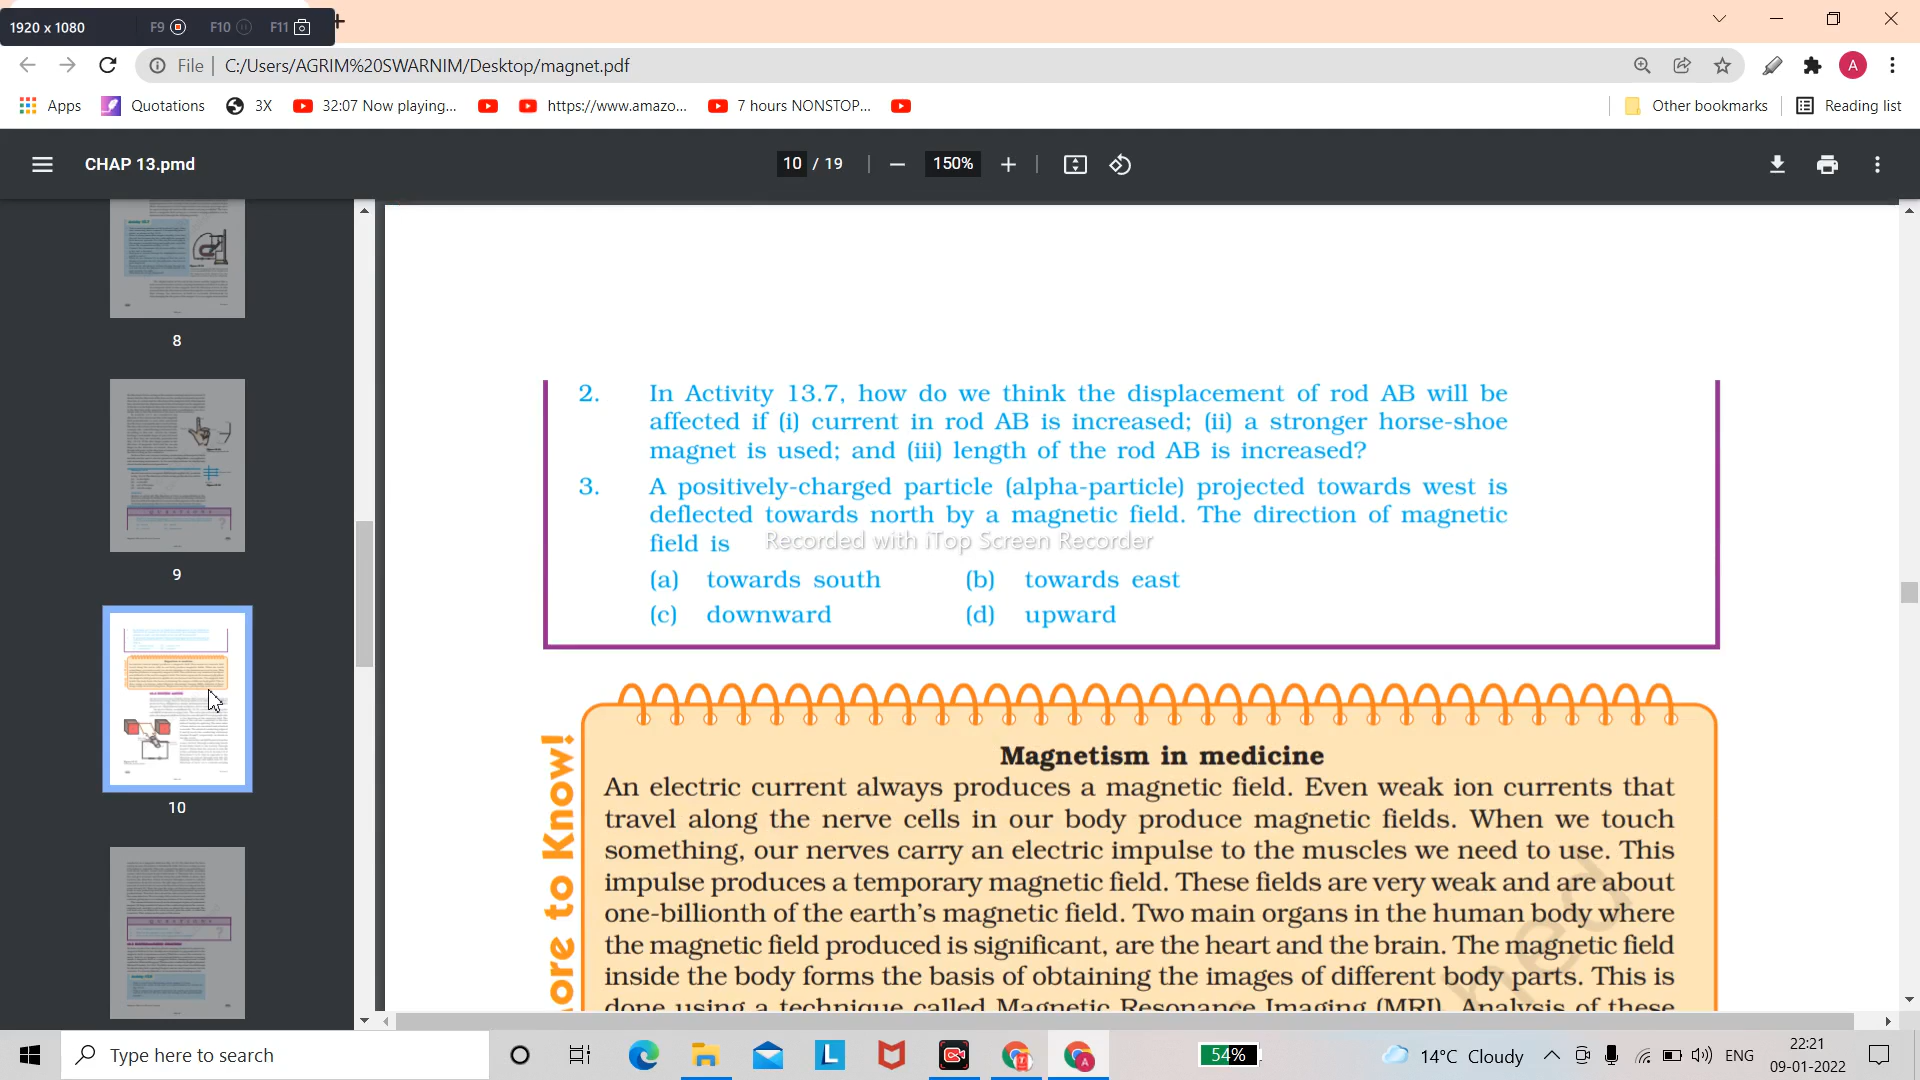 1920 x 1080 F9 F10 F11
File C:/Users/AGRIM%20SWARNIM/Desktop/magnet.pdf A
Apps Quotations 3X 32:07 Now playing... https://www.amazo... 7 hours NONSTOP... Other bookmarks Reading list
CHAP 13.pmd 10 / 19 150%
8
9
10
2. In Activity 13.7, how do we think the displacement of rod AB will be
affected if (i) current in rod AB is increased; (ii) a stronger horse-shoe
magnet is used; and (iii) length of the rod AB is increased?
3. A positively-charged particle (alpha-particle) projected towards west is
deflected towards north by a magnetic field. The direction of magnetic
field is
Recorded with iTop Screen Recorder
(a) towards south (b) towards east
(c) downward (d) upward
ore to Know!
Magnetism in medicine
An electric current always produces a magnetic field. Even weak ion currents that
travel along the nerve cells in our body produce magnetic fields. When we touch
something, our nerves carry an electric impulse to the muscles we need to use. This
impulse produces a temporary magnetic field. These fields are very weak and are about
one-billionth of the earth's magnetic field. Two main organs in the human body where
the magnetic field produced is significant, are the heart and the brain. The magnetic field
inside the body forms the basis of obtaining the images of different body parts. This is
done using a technique called Magnetic Resonance Imaging (MRI). Analysis of these
Type here to search L 54% 14°C Cloudy ENG 22:21
09-01-2022